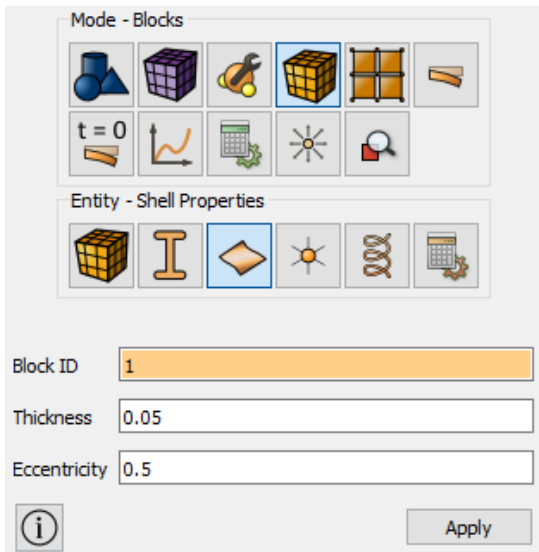 Mode - Blocks
t = 0
Entity - Shell Properties
Block ID 1
Thickness 0.05
Eccentricity 0.5
i Apply